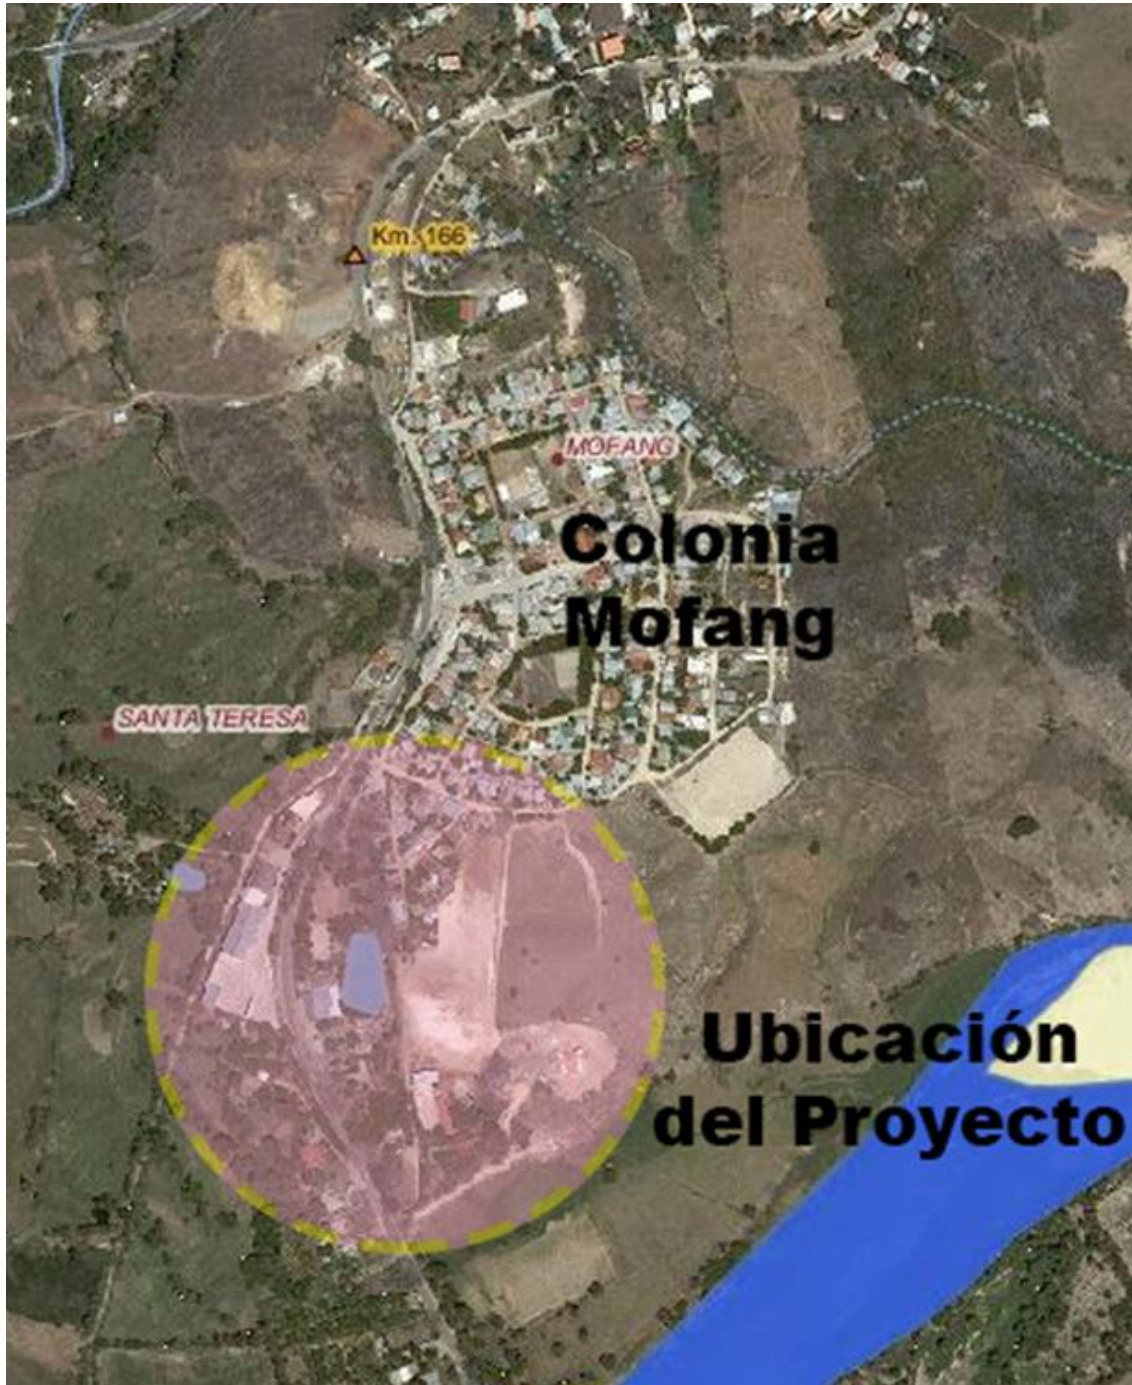 Km. 166
MOFANG
Colonia
Mofang
SANTA TERESA
Ubicación
del Proyecto